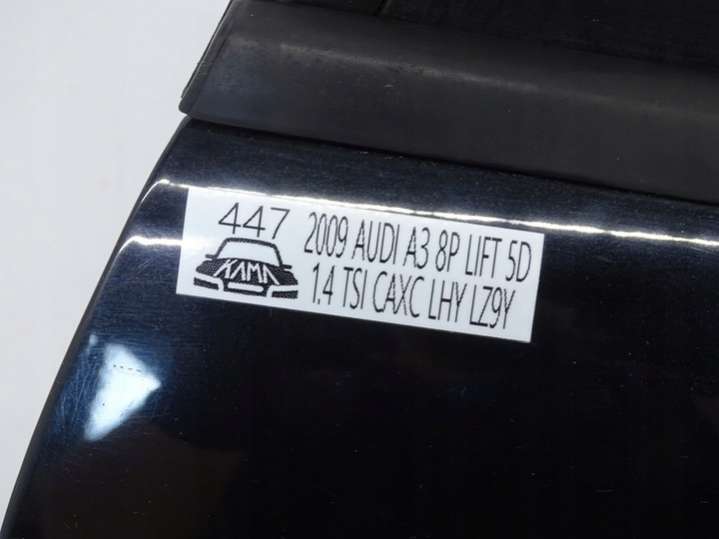 447
KAMA
2009 AUDI A3 8P LIFT 5D
1.4 TSI CAXC LHY LZ9Y